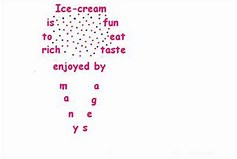 Ice-cream
is fun
to eat
rich taste
enjoyed by
m a
a g
n e
y s